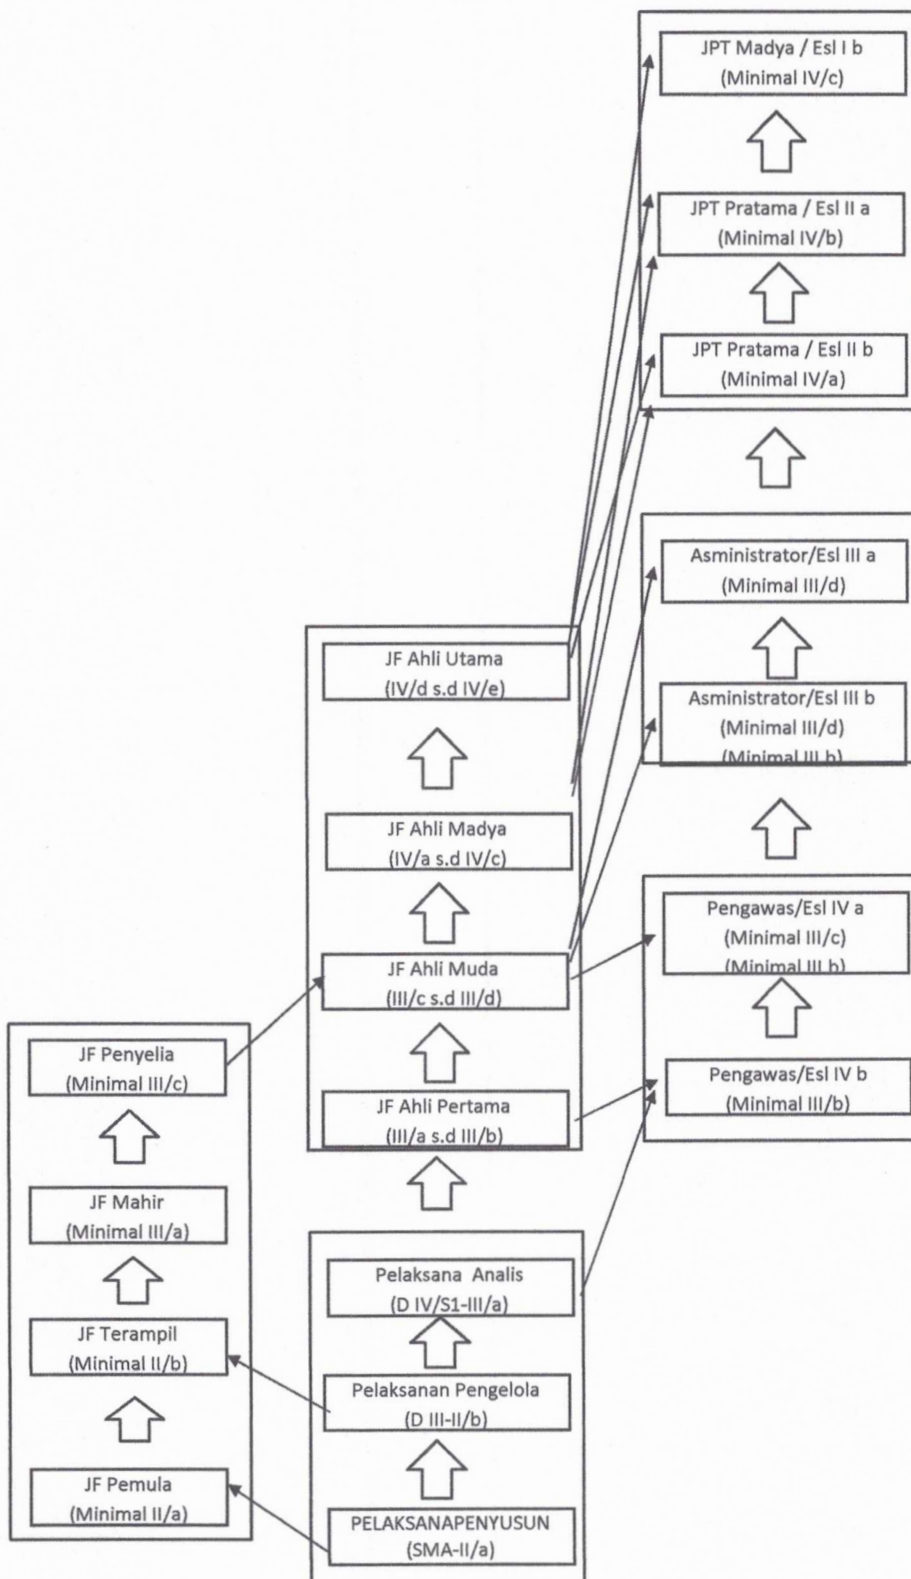 JPT Madya / Esl I b
(Minimal IV/c)
JPT Pratama / Esl II a
(Minimal IV/b)
JPT Pratama / Esl II b
(Minimal IV/a)
Asministrator/Esl III a
(Minimal III/d)
Asministrator/Esl III b
(Minimal III/d)
(Minimal III b)
Pengawas/Esl IV a
(Minimal III/c)
(Minimal III b)
Pengawas/Esl IV b
(Minimal III/b)
JF Ahli Utama
(IV/d s.d IV/e)
JF Ahli Madya
(IV/a s.d IV/c)
JF Ahli Muda
(III/c s.d III/d)
JF Ahli Pertama
(III/a s.d III/b)
Pelaksana Analis
(D IV/S1-III/a)
Pelaksanan Pengelola
(D III-II/b)
PELAKSANAPENYUSUN
(SMA-II/a)
JF Penyelia
(Minimal III/c)
JF Mahir
(Minimal III/a)
JF Terampil
(Minimal II/b)
JF Pemula
(Minimal II/a)